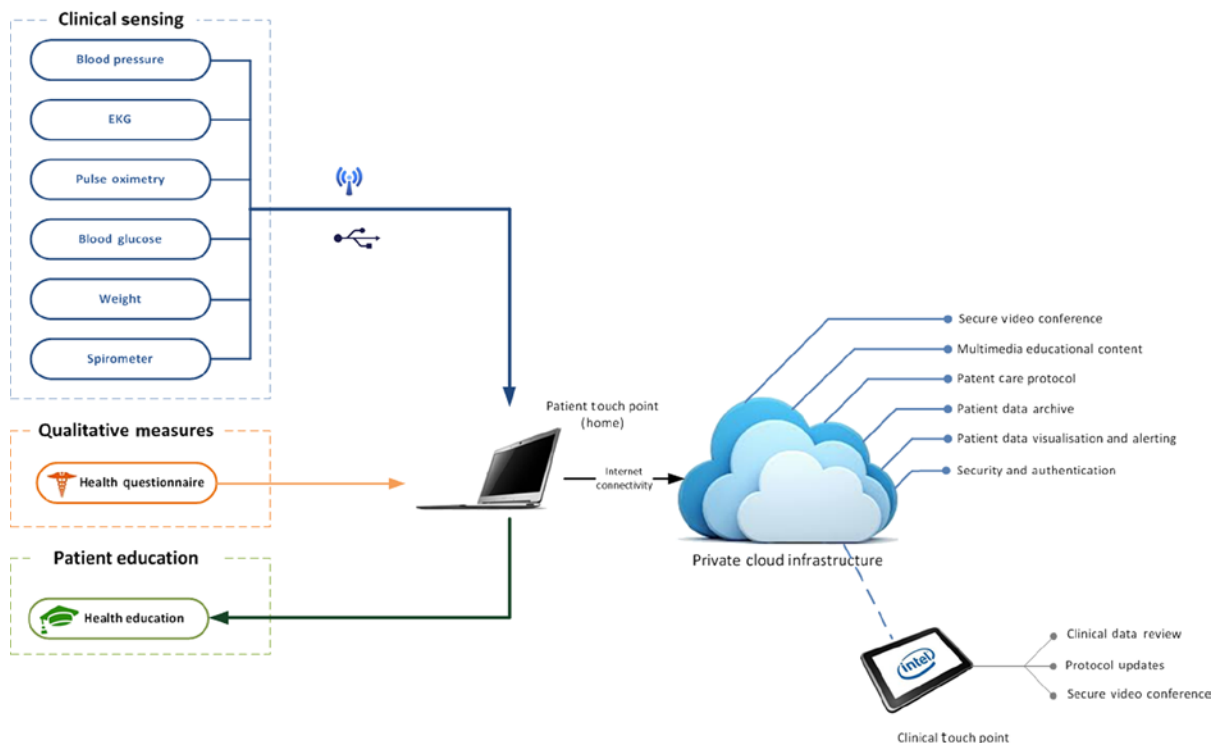 Clinical sensing
Blood pressure
EKG
Pulse oximetry
Blood glucose
Weight
Spirometer
Qualitative measures
Health questionnaire
Patient education
Health education
Patient touch point
(home)
Internet
connectivity
Secure video conference
Multimedia educational content
Patent care protocol
Patient data archive
Patient data visualisation and alerting
Security and authentication
Private cloud infrastructure
intel
Clinical data review
Protocol updates
Secure video conference
Clinical touch point